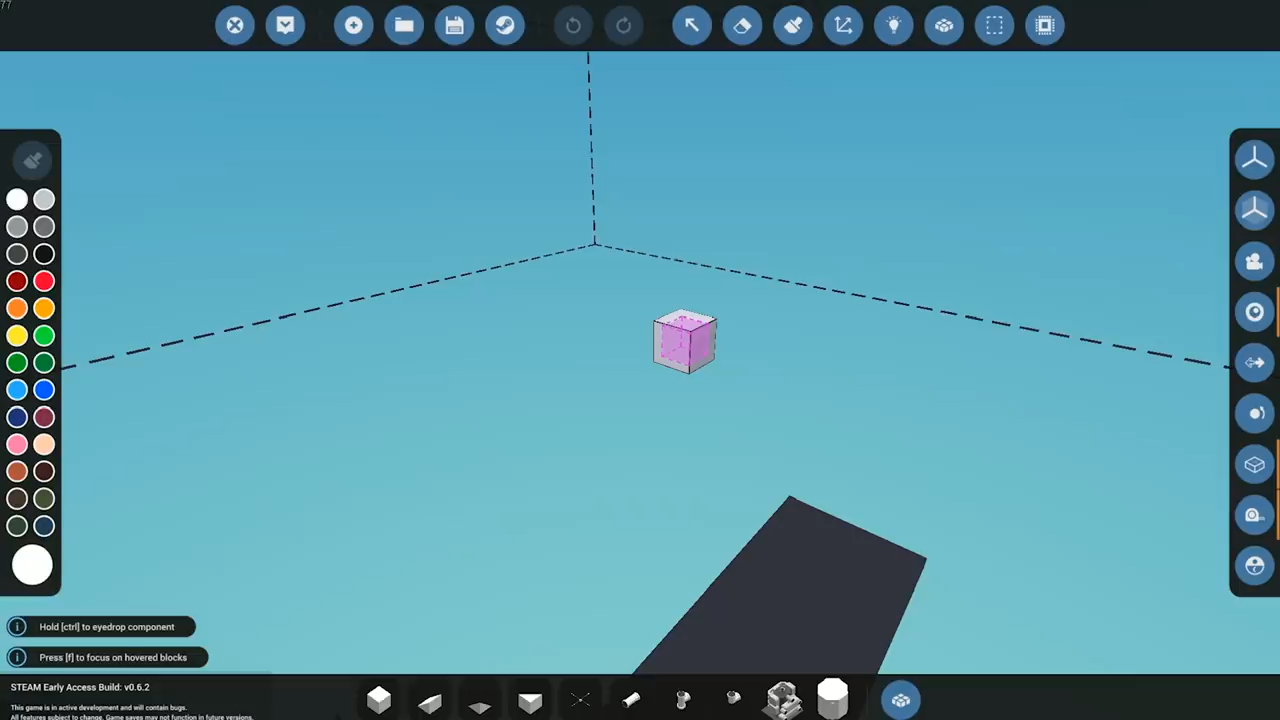 77
Hold [ctrl] to eyedrop component
Press [f] to focus on hovered blocks
STEAM Early Access Build: v0.6.2
This game is in active development and will contain bugs.
All features subject to change. Game saves may not function in future versions.